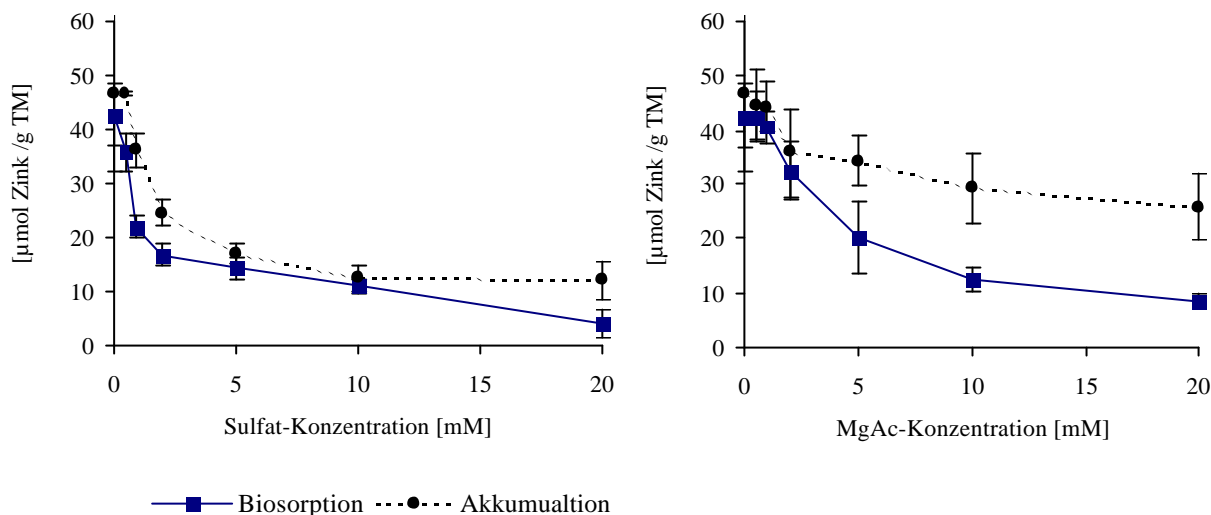 60
50
40
30
20
10
0
[µmol Zink /g TM]
0 5 10 15 20
Sulfat-Konzentration [mM]
60
50
40
30
20
10
0
[µmol Zink /g TM]
0 5 10 15 20
MgAc-Konzentration [mM]
Biosorption Akkumualtion